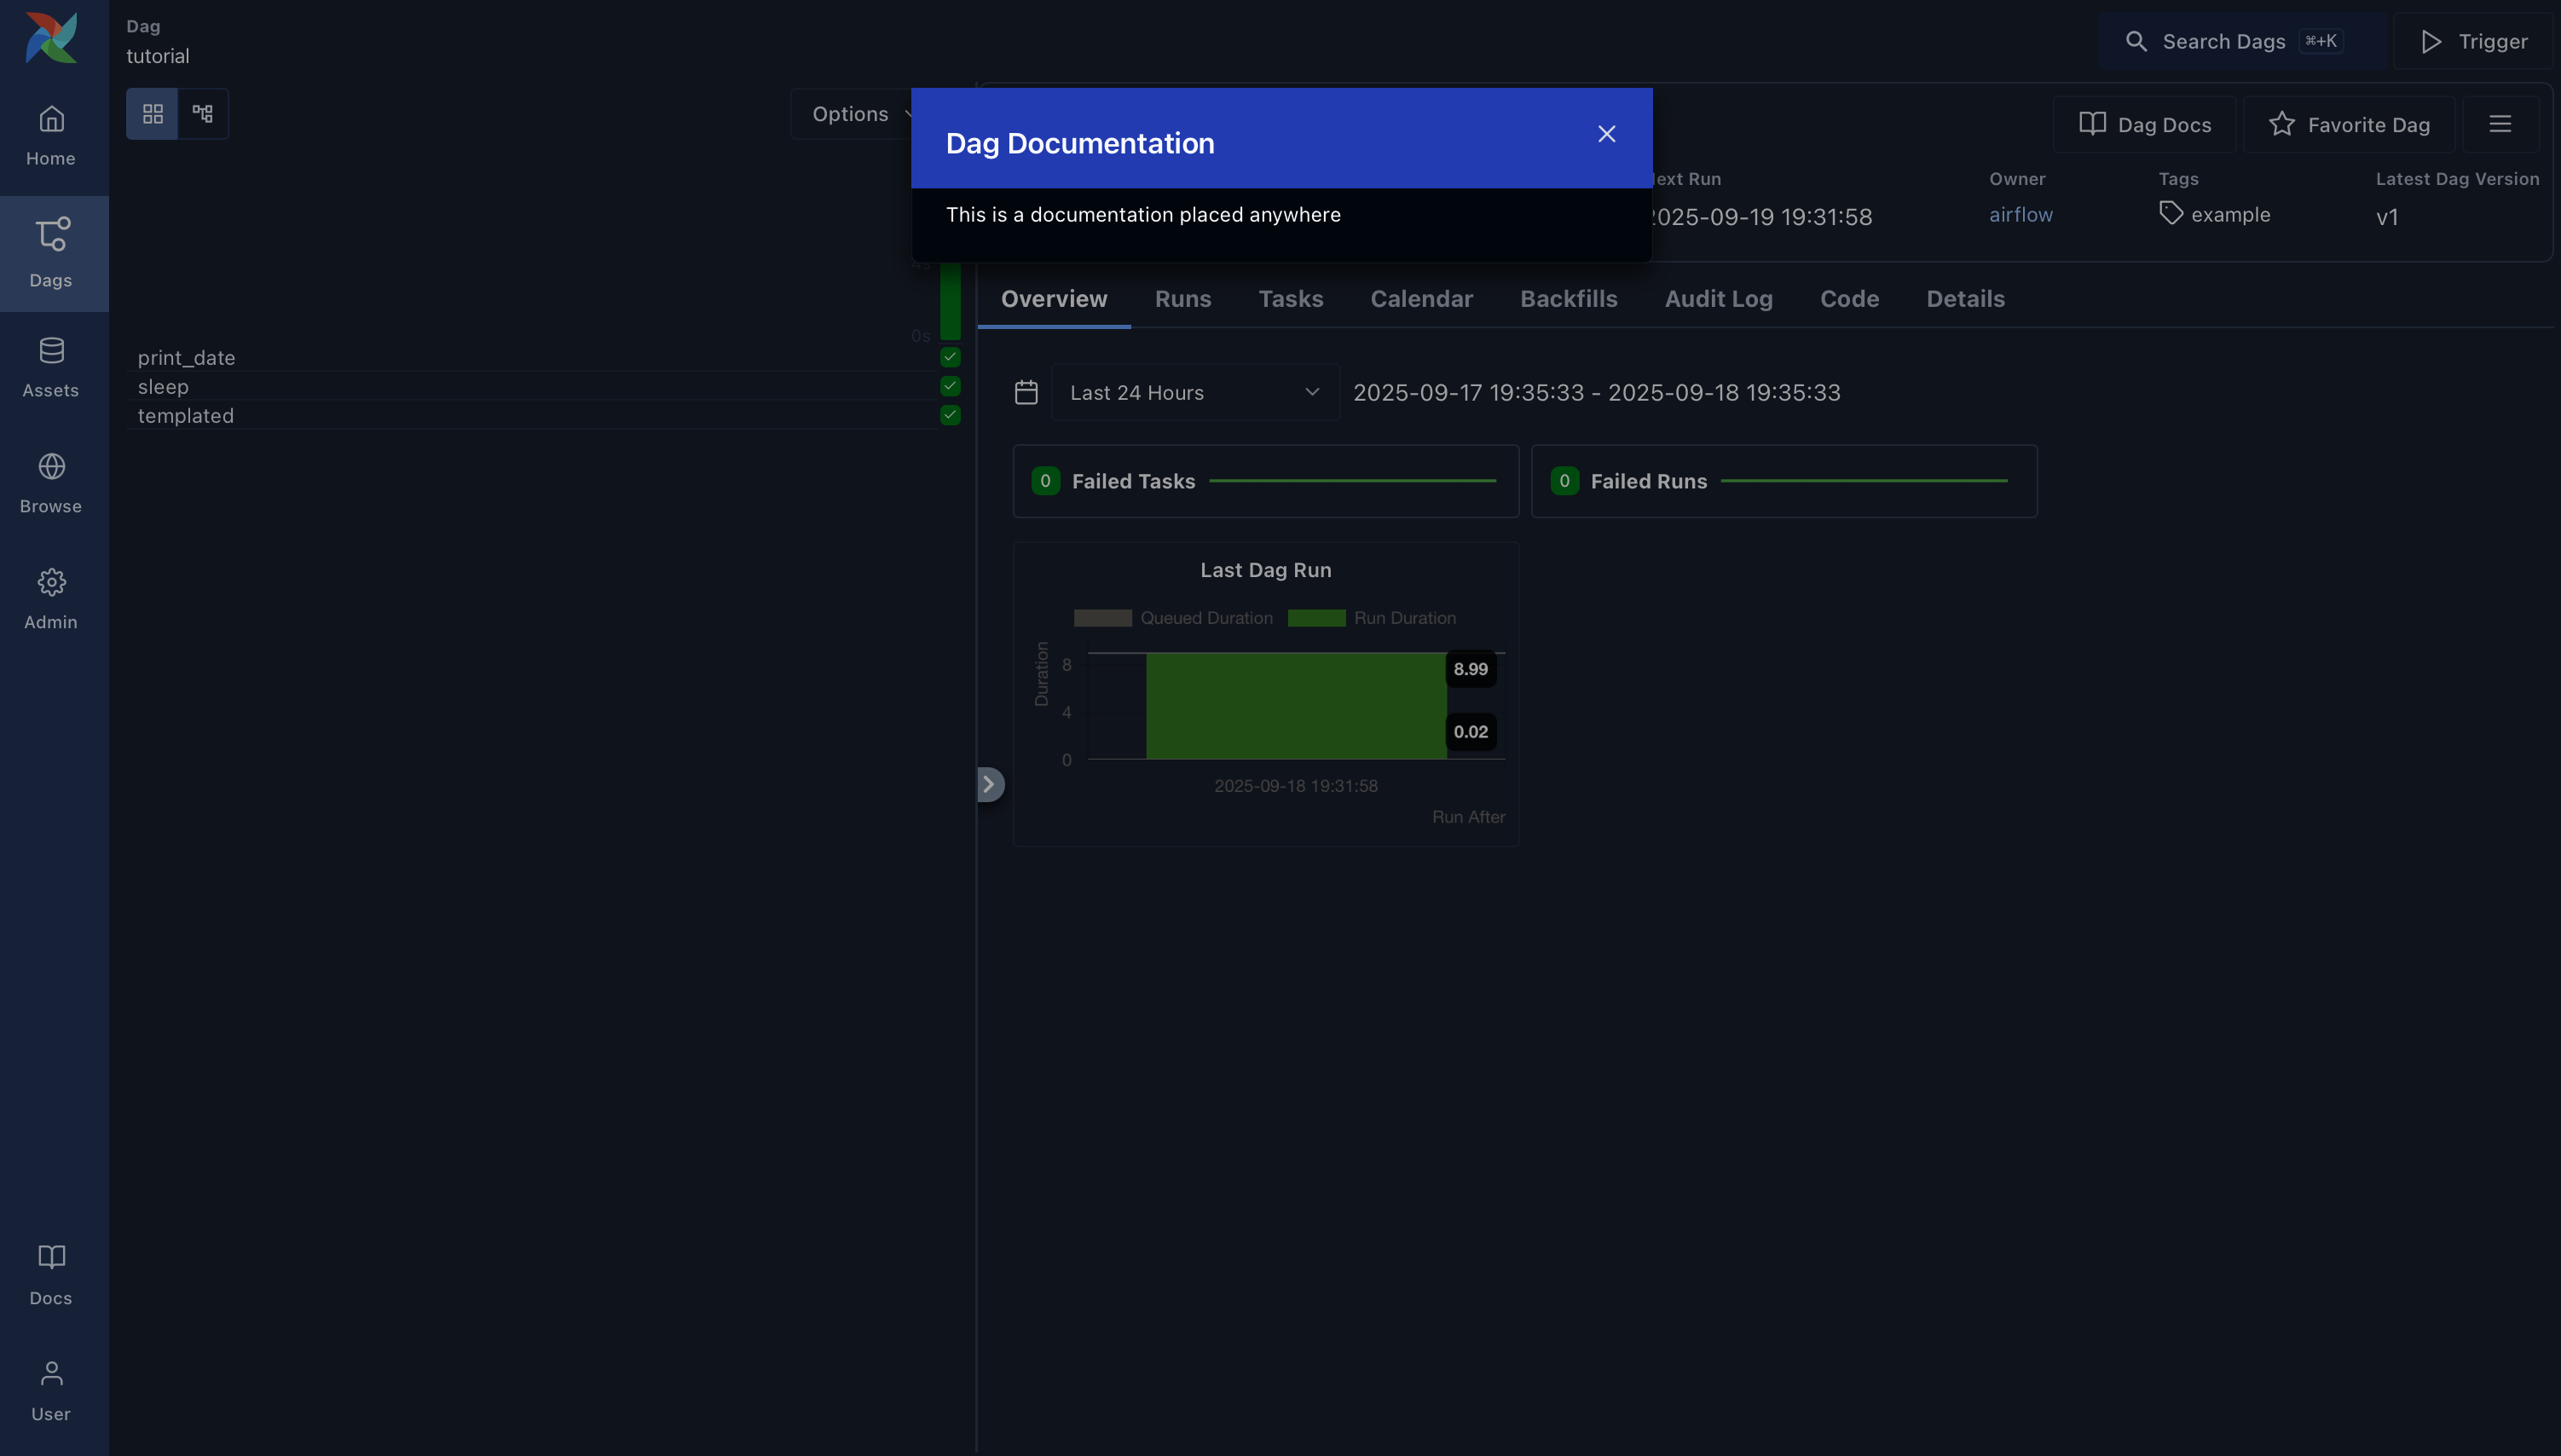 Dag
tutorial
Search Dags ⌘+K
Trigger
Home
Dags
Assets
Browse
Admin
Docs
User
Options
Dag Documentation
This is a documentation placed anywhere
Dag Docs
Favorite Dag
Next Run
2025-09-19 19:31:58
Owner
airflow
Tags
example
Latest Dag Version
v1
4s
0s
print_date
sleep
templated
Overview
Runs
Tasks
Calendar
Backfills
Audit Log
Code
Details
Last 24 Hours
2025-09-17 19:35:33 - 2025-09-18 19:35:33
0 Failed Tasks
0 Failed Runs
Last Dag Run
Queued Duration
Run Duration
Duration
8
4
0
8.99
0.02
2025-09-18 19:31:58
Run After